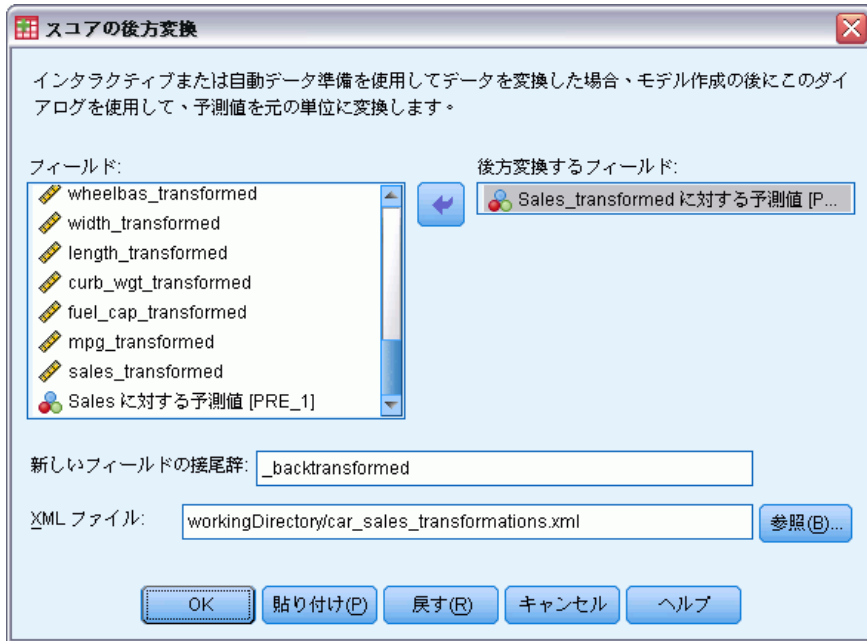 スコアの後方変換
インタラクティブまたは自動データ準備を使用してデータを変換した場合、モデル作成の後にこのダイ
アログを使用して、予測値を元の単位に変換します。
フィールド:
wheelbas_transformed
width_transformed
length_transformed
curb_wgt_transformed
fuel_cap_transformed
mpg_transformed
sales_transformed
Sales に対する予測値 [PRE_1]
後方変換するフィールド:
Sales_transformed に対する予測値 [P...
新しいフィールドの接尾辞: _backtransformed
XML ファイル: workingDirectory/car_sales_transformations.xml 参照(B)...
OK 貼り付け(P) 戻す(R) キャンセル ヘルプ